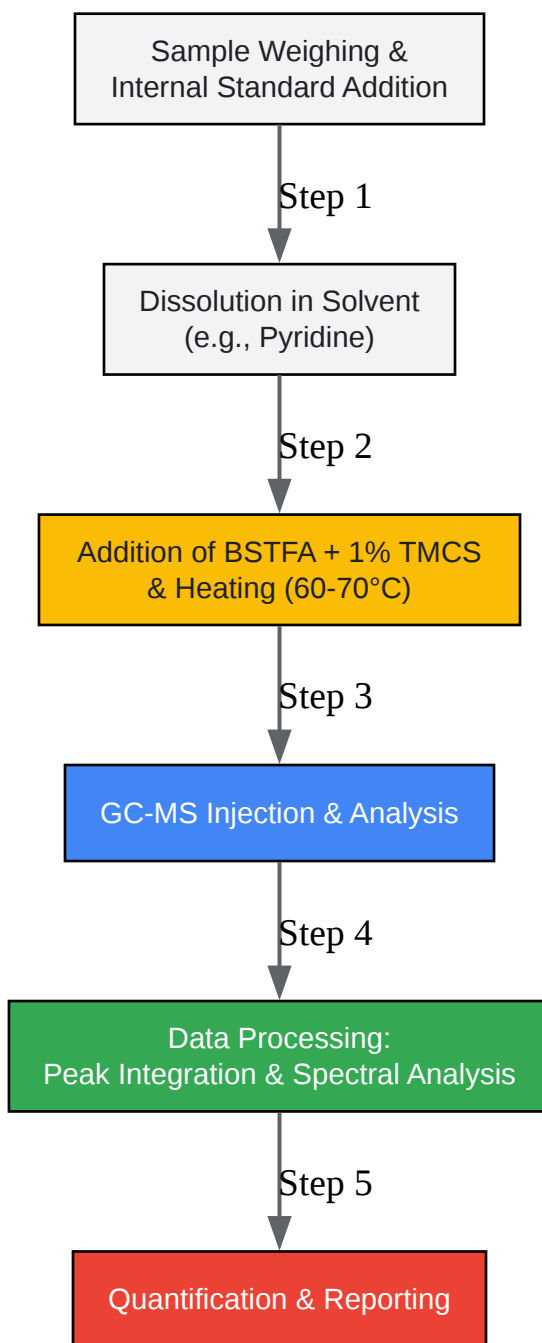 Sample Weighing &
Internal Standard Addition
Step 1
Dissolution in Solvent
(e.g., Pyridine)
Step 2
Addition of BSTFA + 1% TMCS
& Heating (60-70°C)
Step 3
GC-MS Injection & Analysis
Step 4
Data Processing:
Peak Integration & Spectral Analysis
Step 5
Quantification & Reporting